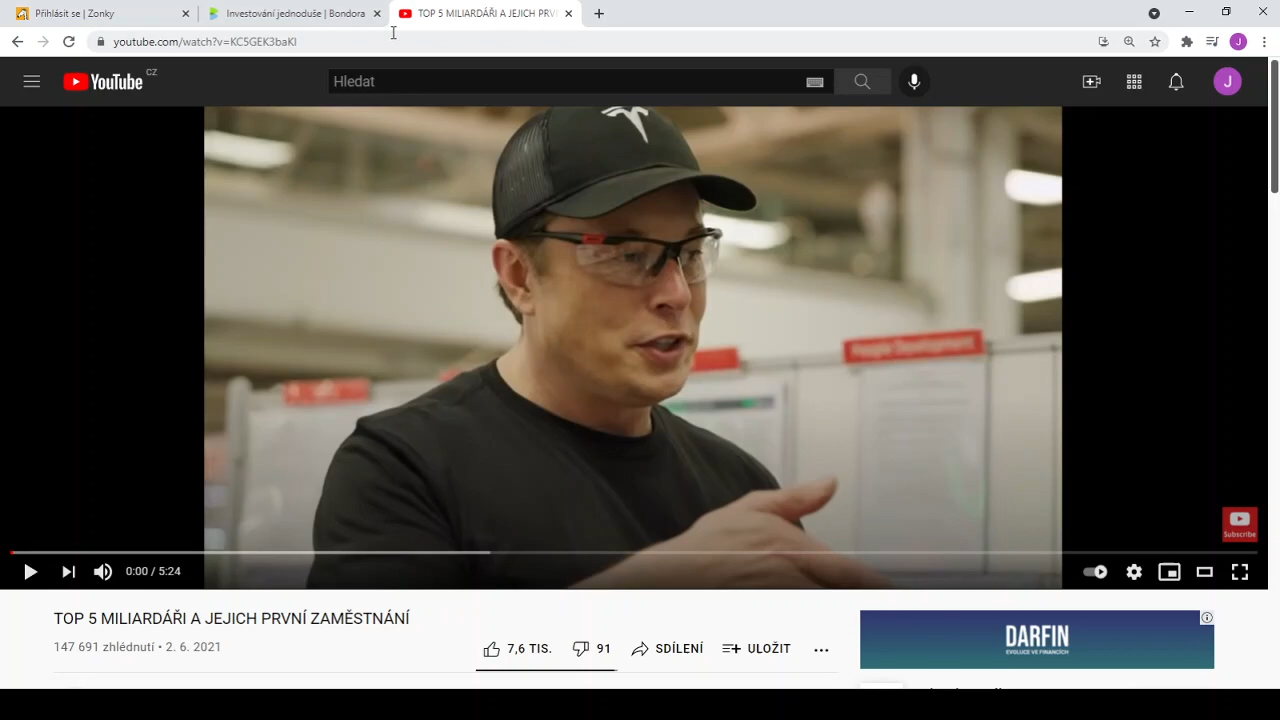 Přihlásit se | Zonky
Investování jednoduše | Bondora
TOP 5 MILIARDÁŘI A JEJICH PRV
youtube.com/watch?v=KC5GEK3baKI
J
YouTube CZ
Hledat
J
People Development
Subscribe
0:00 / 5:24
TOP 5 MILIARDÁŘI A JEJICH PRVNÍ ZAMĚSTNÁNÍ
147 691 zhlédnutí • 2. 6. 2021
7,6 TIS.
91
SDÍLENÍ
ULOŽIT
DARFIN
EVOLUCE VE FINANCÍCH